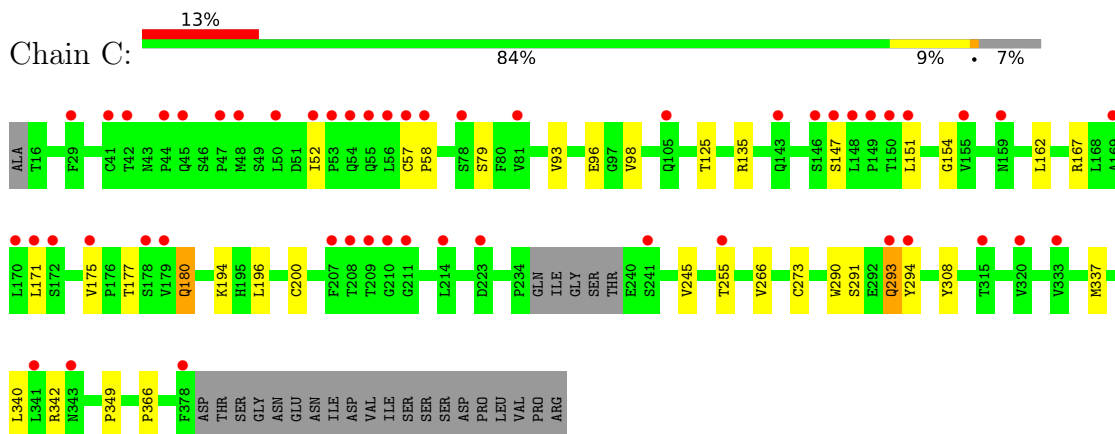 13%
Chain C:
84% 9% • 7%
ALA T16 F29 C41 T42 N43 P44 Q45 S46 P47 M48 S49 L50 D51 I52 P53 Q54 Q55 L56 C57 P58 S78 S79 F80 V81 V93 E96 G97 V98 Q105 T125 R135 Q143 S146 S147 L148 P149 T150 L151 G154 V155 N159 L162 R167 L168 A169
L170 L171 S172 V175 P176 T177 S178 V179 Q180 K194 H195 L196 C200 F207 T208 T209 G210 G211 L214 D223 P234 GLN ILE GLY SER THR E240 S241 V245 T255 V266 C273 W290 S291 E292 Q293 Y294 Y308 T315 V320 V333 M337
L340 L341 R342 N343 P349 P366 F378 ASP THR SER GLY ASN GLU ASN ILE ASP VAL ILE SER SER SER ASP PRO LEU VAL PRO ARG